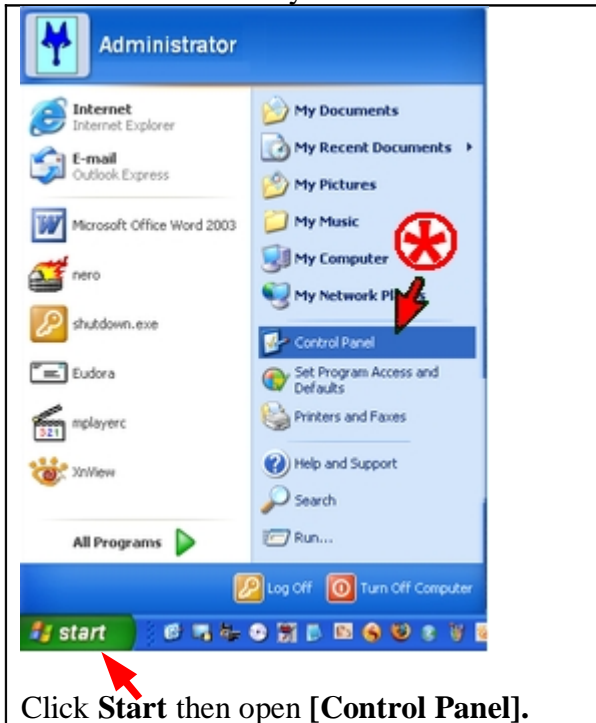 Administrator
Internet
Internet Explorer
E-mail
Outlook Express
Microsoft Office Word 2003
nero
shutdown.exe
Eudora
mplayerc
XnView
All Programs
My Documents
My Recent Documents
My Pictures
My Music
My Computer
My Network
Control Panel
Set Program Access and
Defaults
Printers and Faxes
Help and Support
Search
Run...
Log Off
Turn Off Computer
start
Click Start then open [Control Panel].